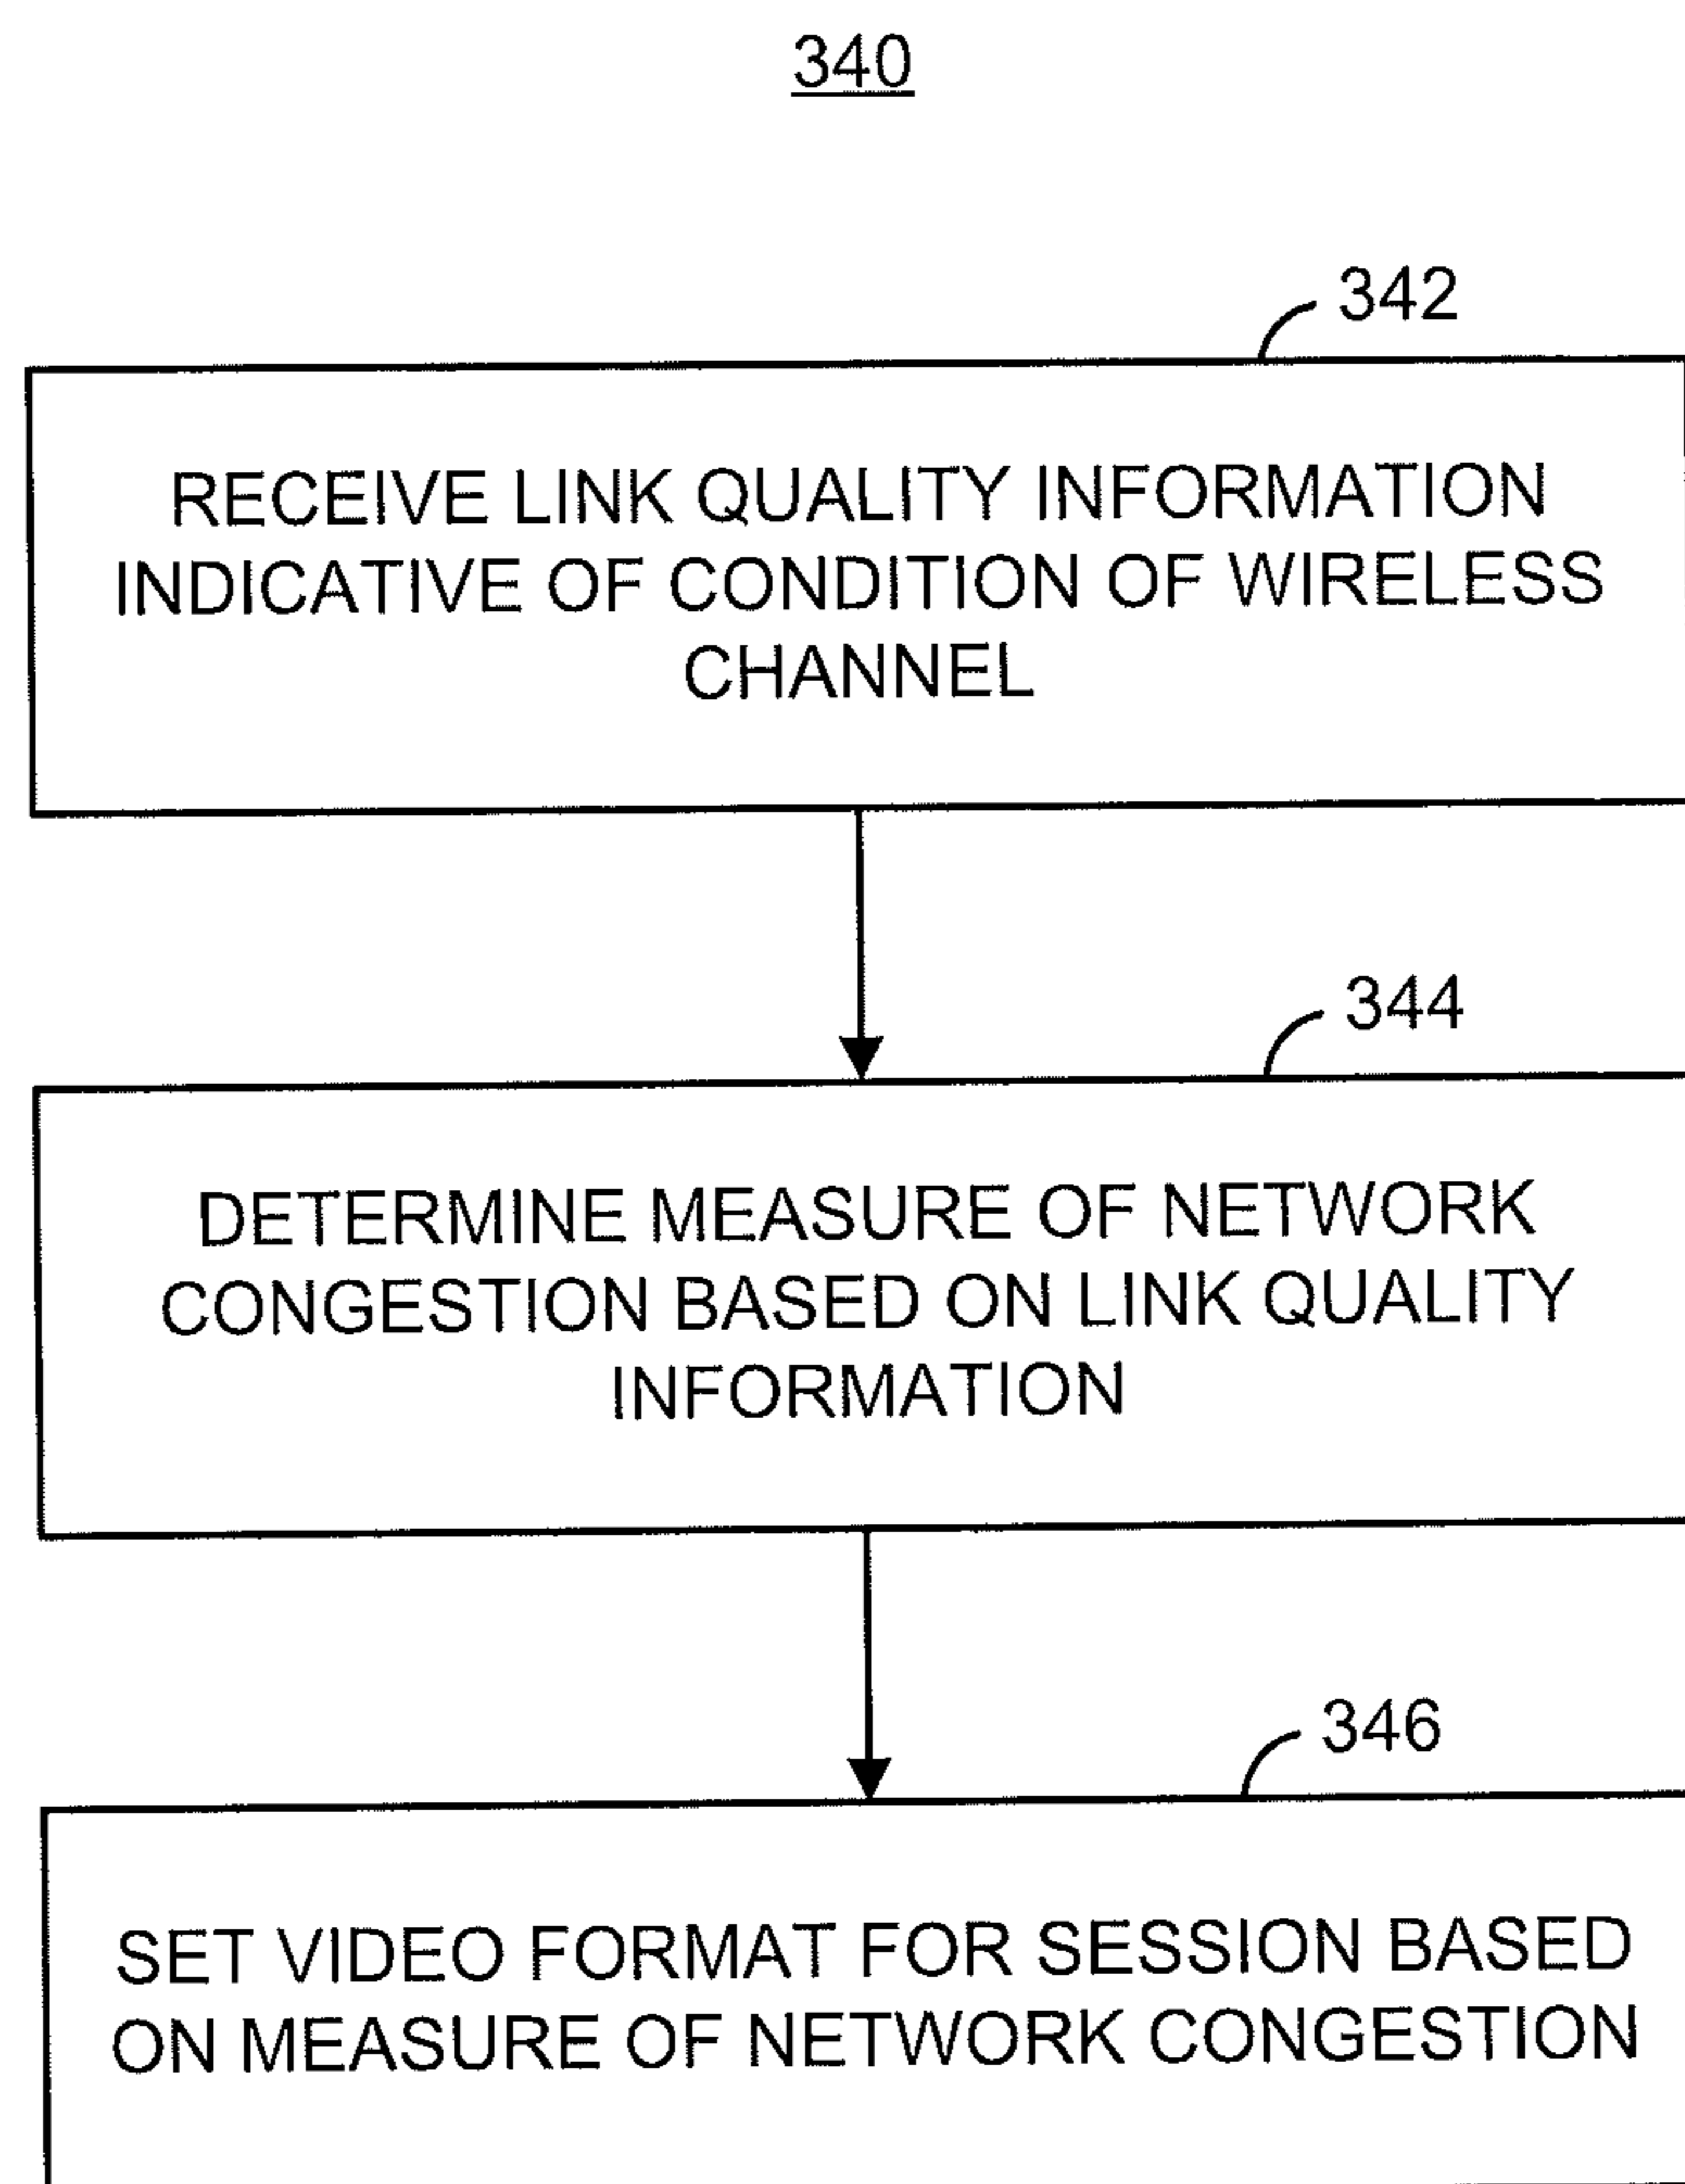 340
342
RECEIVE LINK QUALITY INFORMATION
INDICATIVE OF CONDITION OF WIRELESS
CHANNEL
344
DETERMINE MEASURE OF NETWORK
CONGESTION BASED ON LINK QUALITY
INFORMATION
346
SET VIDEO FORMAT FOR SESSION BASED
ON MEASURE OF NETWORK CONGESTION